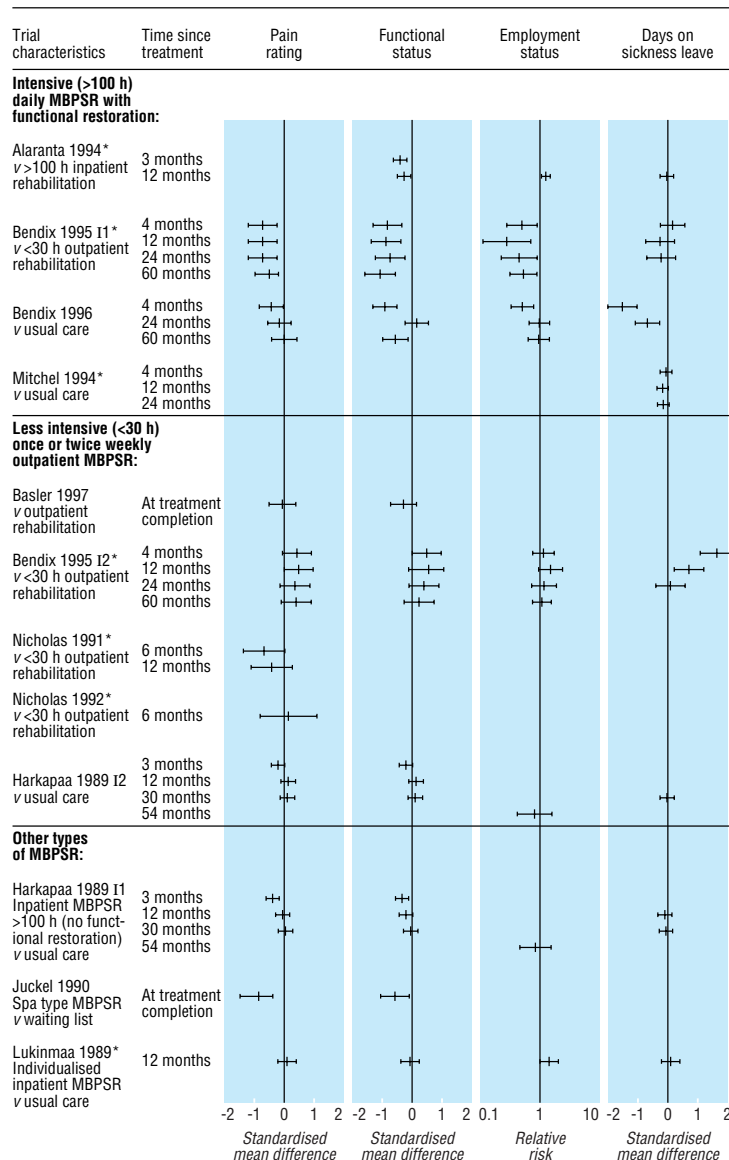 Trial characteristics
Time since treatment
Pain rating
Functional status
Employment status
Days on sickness leave
Intensive (>100 h)
daily MBPSR with
functional restoration:
Alaranta 1994*
v >100 h inpatient
rehabilitation
3 months
12 months
Bendix 1995 I1*
v <30 h outpatient
rehabilitation
4 months
12 months
24 months
60 months
Bendix 1996
v usual care
4 months
24 months
60 months
Mitchel 1994*
v usual care
4 months
12 months
24 months
Less intensive (<30 h)
once or twice weekly
outpatient MBPSR:
Basler 1997
v outpatient
rehabilitation
At treatment
completion
Bendix 1995 I2*
v <30 h outpatient
rehabilitation
4 months
12 months
24 months
60 months
Nicholas 1991*
v <30 h outpatient
rehabilitation
6 months
12 months
Nicholas 1992*
v <30 h outpatient
rehabilitation
6 months
Harkapaa 1989 I2
v usual care
3 months
12 months
30 months
54 months
Other types
of MBPSR:
Harkapaa 1989 I1
Inpatient MBPSR
>100 h (no funct-
ional restoration)
v usual care
3 months
12 months
30 months
54 months
Juckel 1990
Spa type MBPSR
v waiting list
At treatment
completion
Lukinmaa 1989*
Individualised
inpatient MBPSR
v usual care
12 months
-2 -1 0 1 2
-2 -1 0 1 2
0.1 1 10
-2 -1 0 1 2
Standardised
mean difference
Standardised
mean difference
Relative
risk
Standardised
mean difference